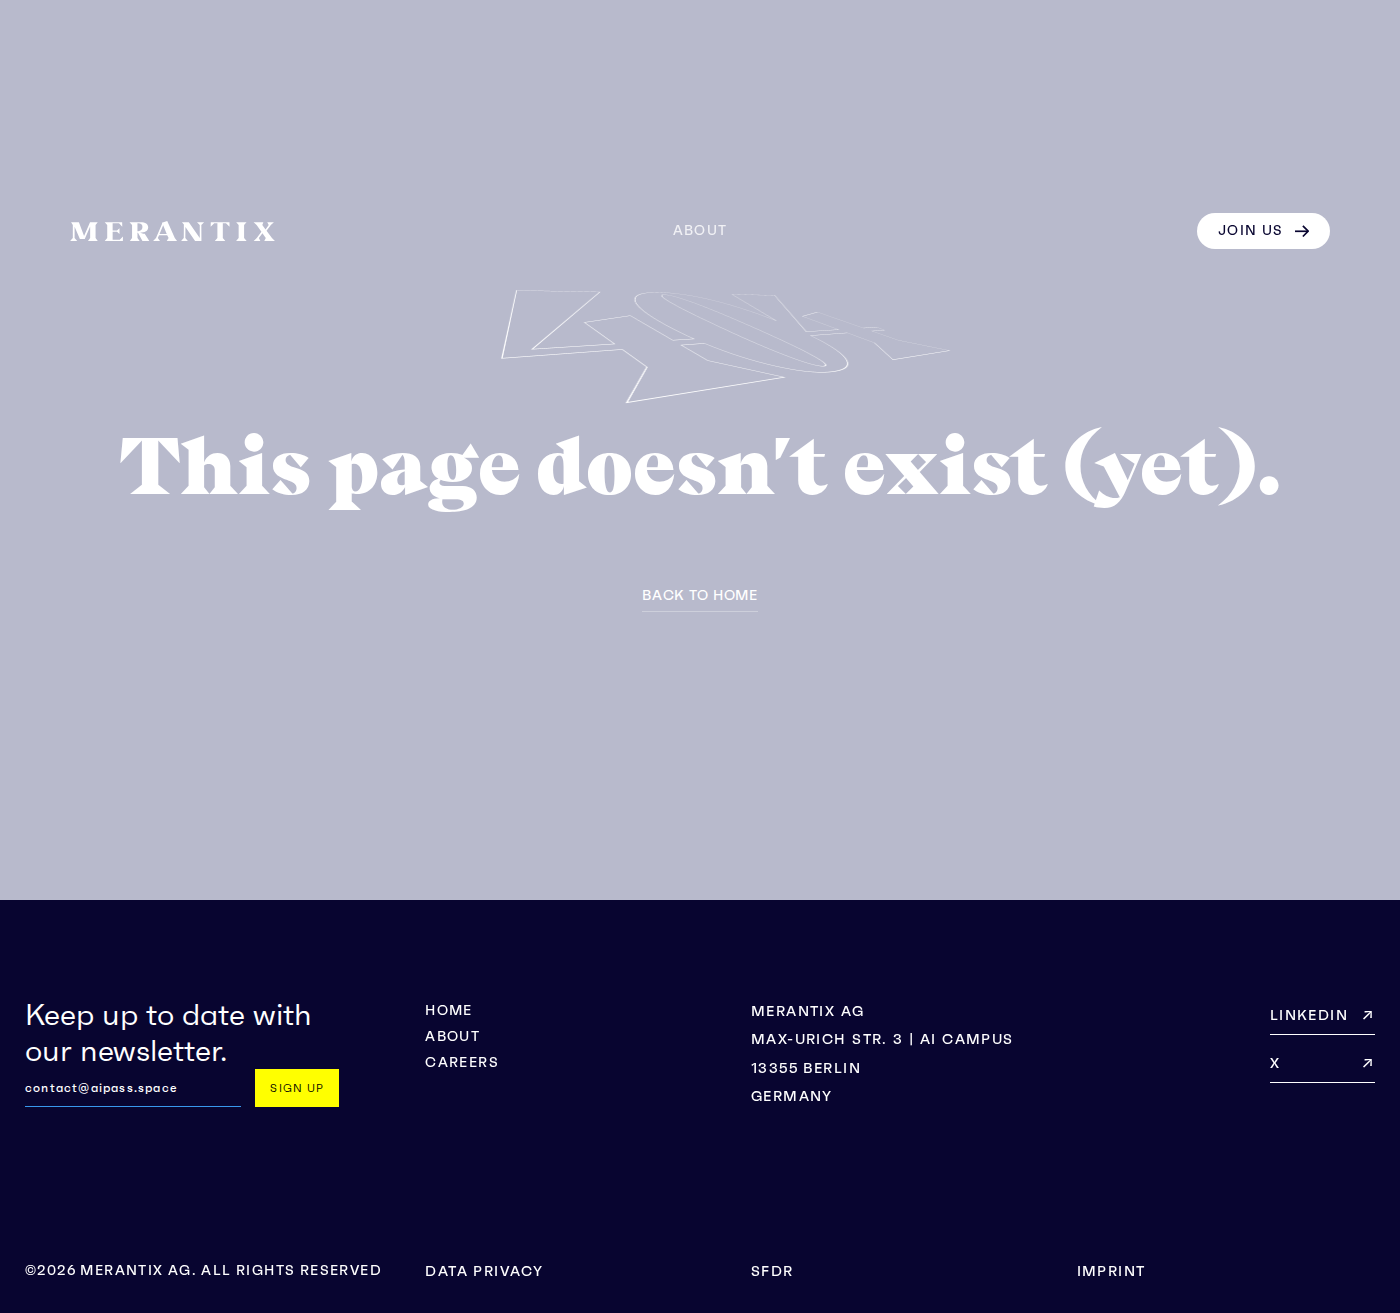 MERANTIX
ABOUT
JOIN US
404
This page doesn't exist (yet).
BACK TO HOME
Keep up to date with
our newsletter.
contact@aipass.space
SIGN UP
HOME
ABOUT
CAREERS
MERANTIX AG
MAX-URICH STR. 3 | AI CAMPUS
13355 BERLIN
GERMANY
LINKEDIN
X
©2026 MERANTIX AG. ALL RIGHTS RESERVED
DATA PRIVACY
SFDR
IMPRINT